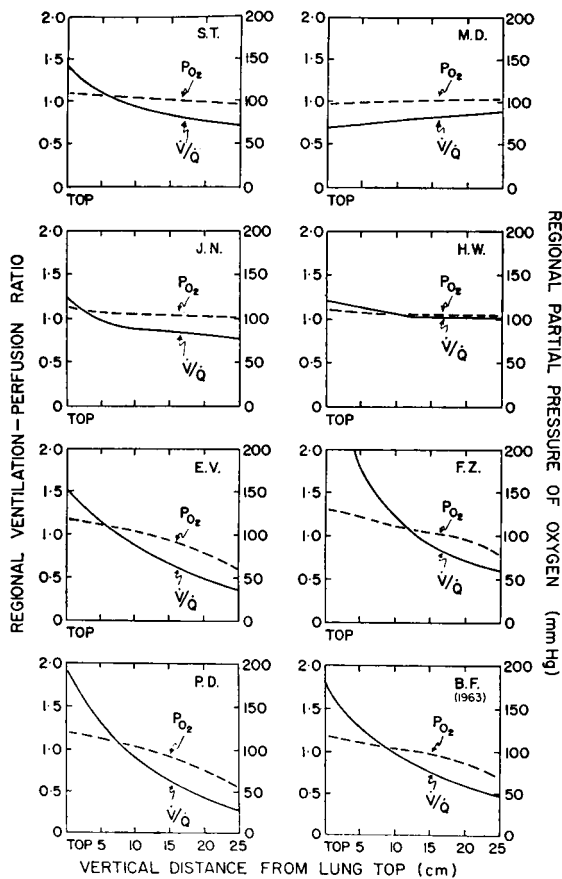 S.T.
M.D.
2·0
1·5
1·0
0·5
0
200
150
100
50
0
PO2
V̇/Q̇
TOP
2·0
1·5
1·0
0·5
0
200
150
100
50
0
PO2
V̇/Q̇
TOP
J.N.
H.W.
2·0
1·5
1·0
0·5
0
200
150
100
50
0
PO2
V̇/Q̇
TOP
2·0
1·5
1·0
0·5
0
200
150
100
50
0
PO2
V̇/Q̇
TOP
E.V.
F.Z.
2·0
1·5
1·0
0·5
0
200
150
100
50
0
PO2
V̇/Q̇
TOP
2·0
1·5
1·0
0·5
0
200
150
100
50
0
PO2
V̇/Q̇
TOP
P.D.
B.F.
(1963)
2·0
1·5
1·0
0·5
0
200
150
100
50
0
PO2
V̇/Q̇
TOP 5 10 15 20 25
2·0
1·5
1·0
0·5
0
200
150
100
50
0
PO2
V̇/Q̇
TOP 5 10 15 20 25
REGIONAL VENTILATION–PERFUSION RATIO
REGIONAL PARTIAL PRESSURE OF OXYGEN (mm Hg)
VERTICAL DISTANCE FROM LUNG TOP (cm)